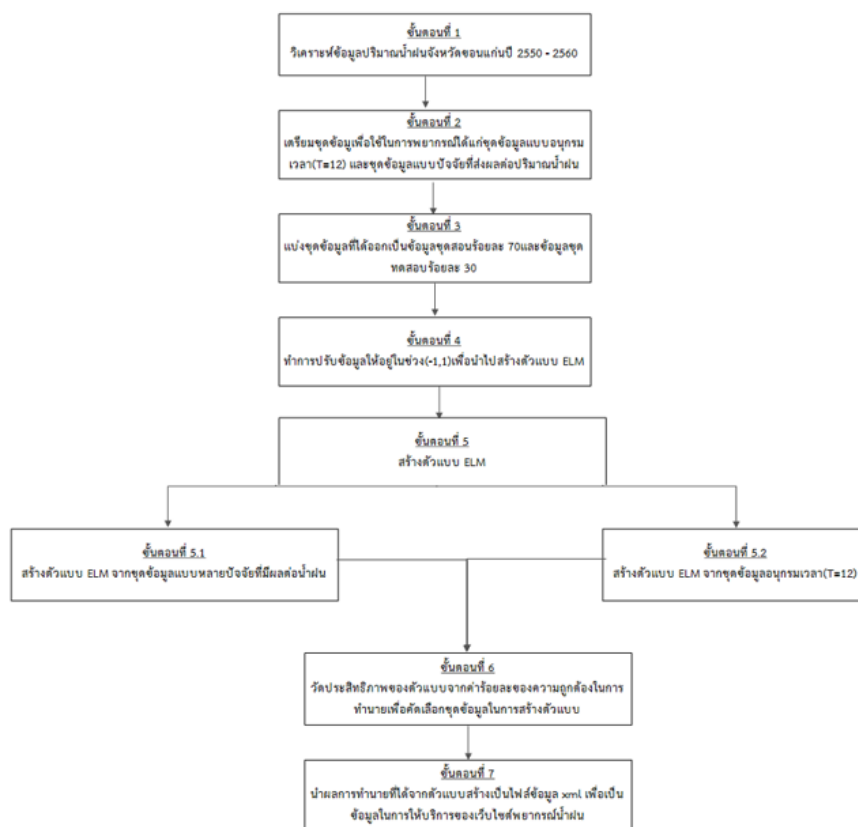 ขั้นตอนที่ 1
วิเคราะห์ข้อมูลปริมาณน้ำฝนจังหวัดขอนแก่นปี 2550 - 2560
ขั้นตอนที่ 2
เตรียมชุดข้อมูเพื่อใช้ในการพยากรณ์ได้แก่ชุดข้อมูลแบบอนุกรม
เวลา(T=12) และชุดข้อมูลแบบปัจจัยที่ส่งผลต่อปริมาณน้ำฝน
ขั้นตอนที่ 3
แบ่งชุดข้อมูลที่ได้ออกเป็นข้อมูลชุดสอนร้อยละ 70และข้อมูลชุด
ทดสอบร้อยละ 30
ขั้นตอนที่ 4
ทำการปรับข้อมูลให้อยู่ในช่วง(-1,1)เพื่อนำไปสร้างตัวแบบ ELM
ขั้นตอนที่ 5
สร้างตัวแบบ ELM
ขั้นตอนที่ 5.1
สร้างตัวแบบ ELM จากชุดข้อมูลแบบหลายปัจจัยที่มีผลต่อน้ำฝน
ขั้นตอนที่ 5.2
สร้างตัวแบบ ELM จากชุดข้อมูลอนุกรมเวลา(T=12)
ขั้นตอนที่ 6
วัดประสิทธิภาพของตัวแบบจากค่าร้อยละของความถูกต้องในการ
ทำนายเพื่อคัดเลือกชุดข้อมูลในการสร้างตัวแบบ
ขั้นตอนที่ 7
นำผลการทำนายที่ได้จากตัวแบบสร้างเป็นไฟล์ข้อมูล xml เพื่อเป็น
ข้อมูลในการให้บริการของเว็บไซต์พยากรณ์น้ำฝน